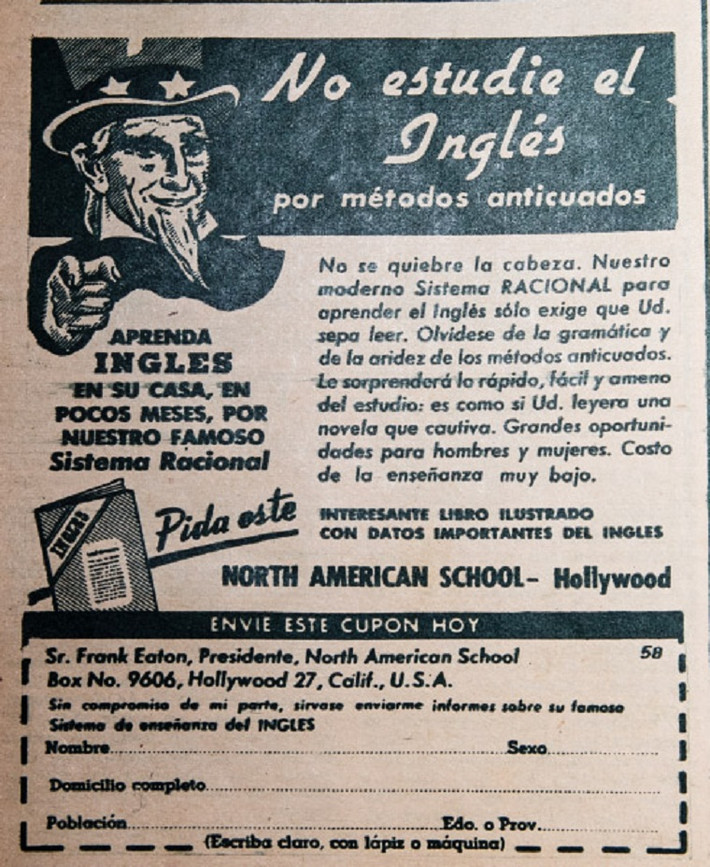 No estudie el
Inglés
por métodos anticuados
No se quiebre la cabeza. Nuestro
moderno Sistema RACIONAL para
aprender el Inglés sólo exige que Ud.
sepa leer. Olvídese de la gramática y
de la aridez de los métodos anticuados.
Le sorprenderá lo rápido, fácil y ameno
del estudio: es como si Ud. leyera una
novela que cautiva. Grandes oportuni-
dades para hombres y mujeres. Costo
de la enseñanza muy bajo.
APRENDA
INGLES
EN SU CASA, EN
POCOS MESES, POR
NUESTRO FAMOSO
Sistema Racional
INGLES
Pida este
INTERESANTE LIBRO ILUSTRADO
CON DATOS IMPORTANTES DEL INGLES
NORTH AMERICAN SCHOOL- Hollywood
ENVIE ESTE CUPON HOY
Sr. Frank Eaton, Presidente, North American School 58
Box No. 9606, Hollywood 27, Calif., U.S.A.
Sin compromiso de mi parte, sírvase enviarme informes sobre su famoso
Sistema de enseñanza del INGLES
Nombre Sexo
Domicilio completo
Población Edo. o Prov.
(Escriba claro, con lápiz o máquina)